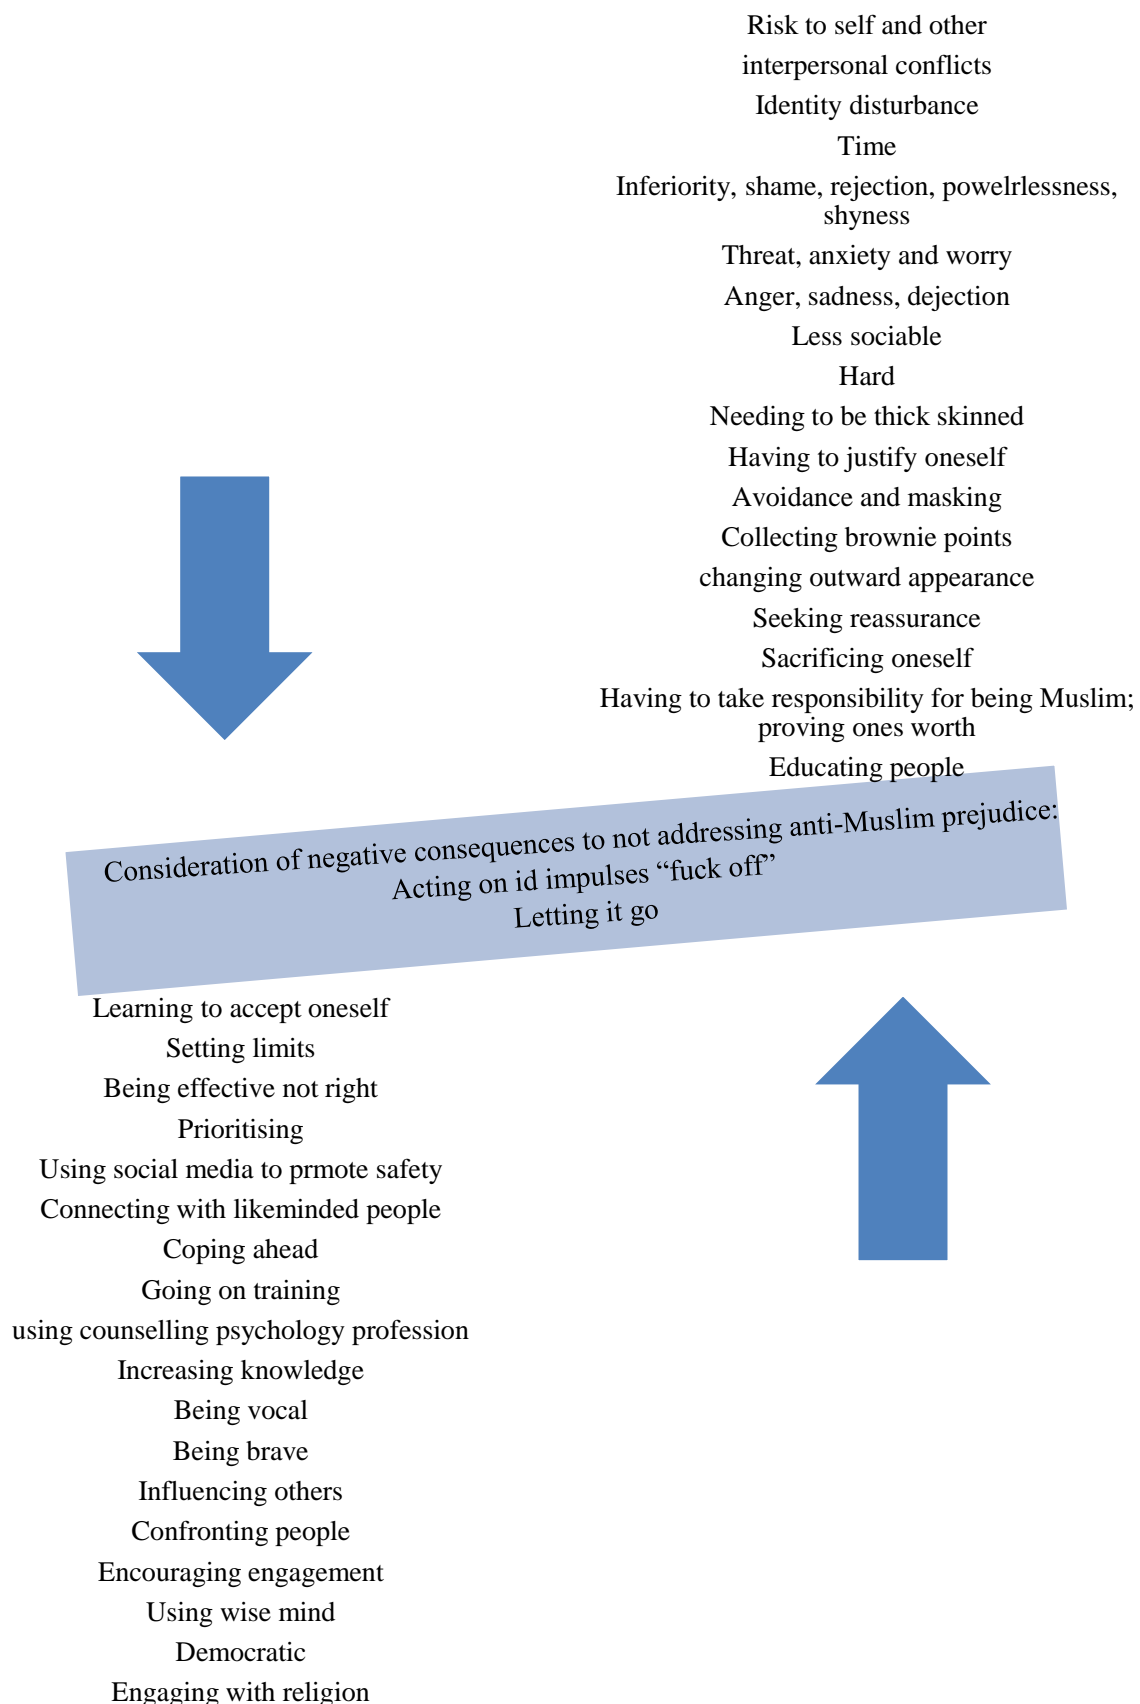 Risk to self and other
interpersonal conflicts
Identity disturbance
Time
Inferiority, shame, rejection, powelrlessness,
shyness
Threat, anxiety and worry
Anger, sadness, dejection
Less sociable
Hard
Needing to be thick skinned
Having to justify oneself
Avoidance and masking
Collecting brownie points
changing outward appearance
Seeking reassurance
Sacrificing oneself
Having to take responsibility for being Muslim;
proving ones worth
Educating people
Consideration of negative consequences to not addressing anti-Muslim prejudice:
Acting on id impulses “fuck off”
Letting it go
Learning to accept oneself
Setting limits
Being effective not right
Prioritising
Using social media to prmote safety
Connecting with likeminded people
Coping ahead
Going on training
using counselling psychology profession
Increasing knowledge
Being vocal
Being brave
Influencing others
Confronting people
Encouraging engagement
Using wise mind
Democratic
Engaging with religion